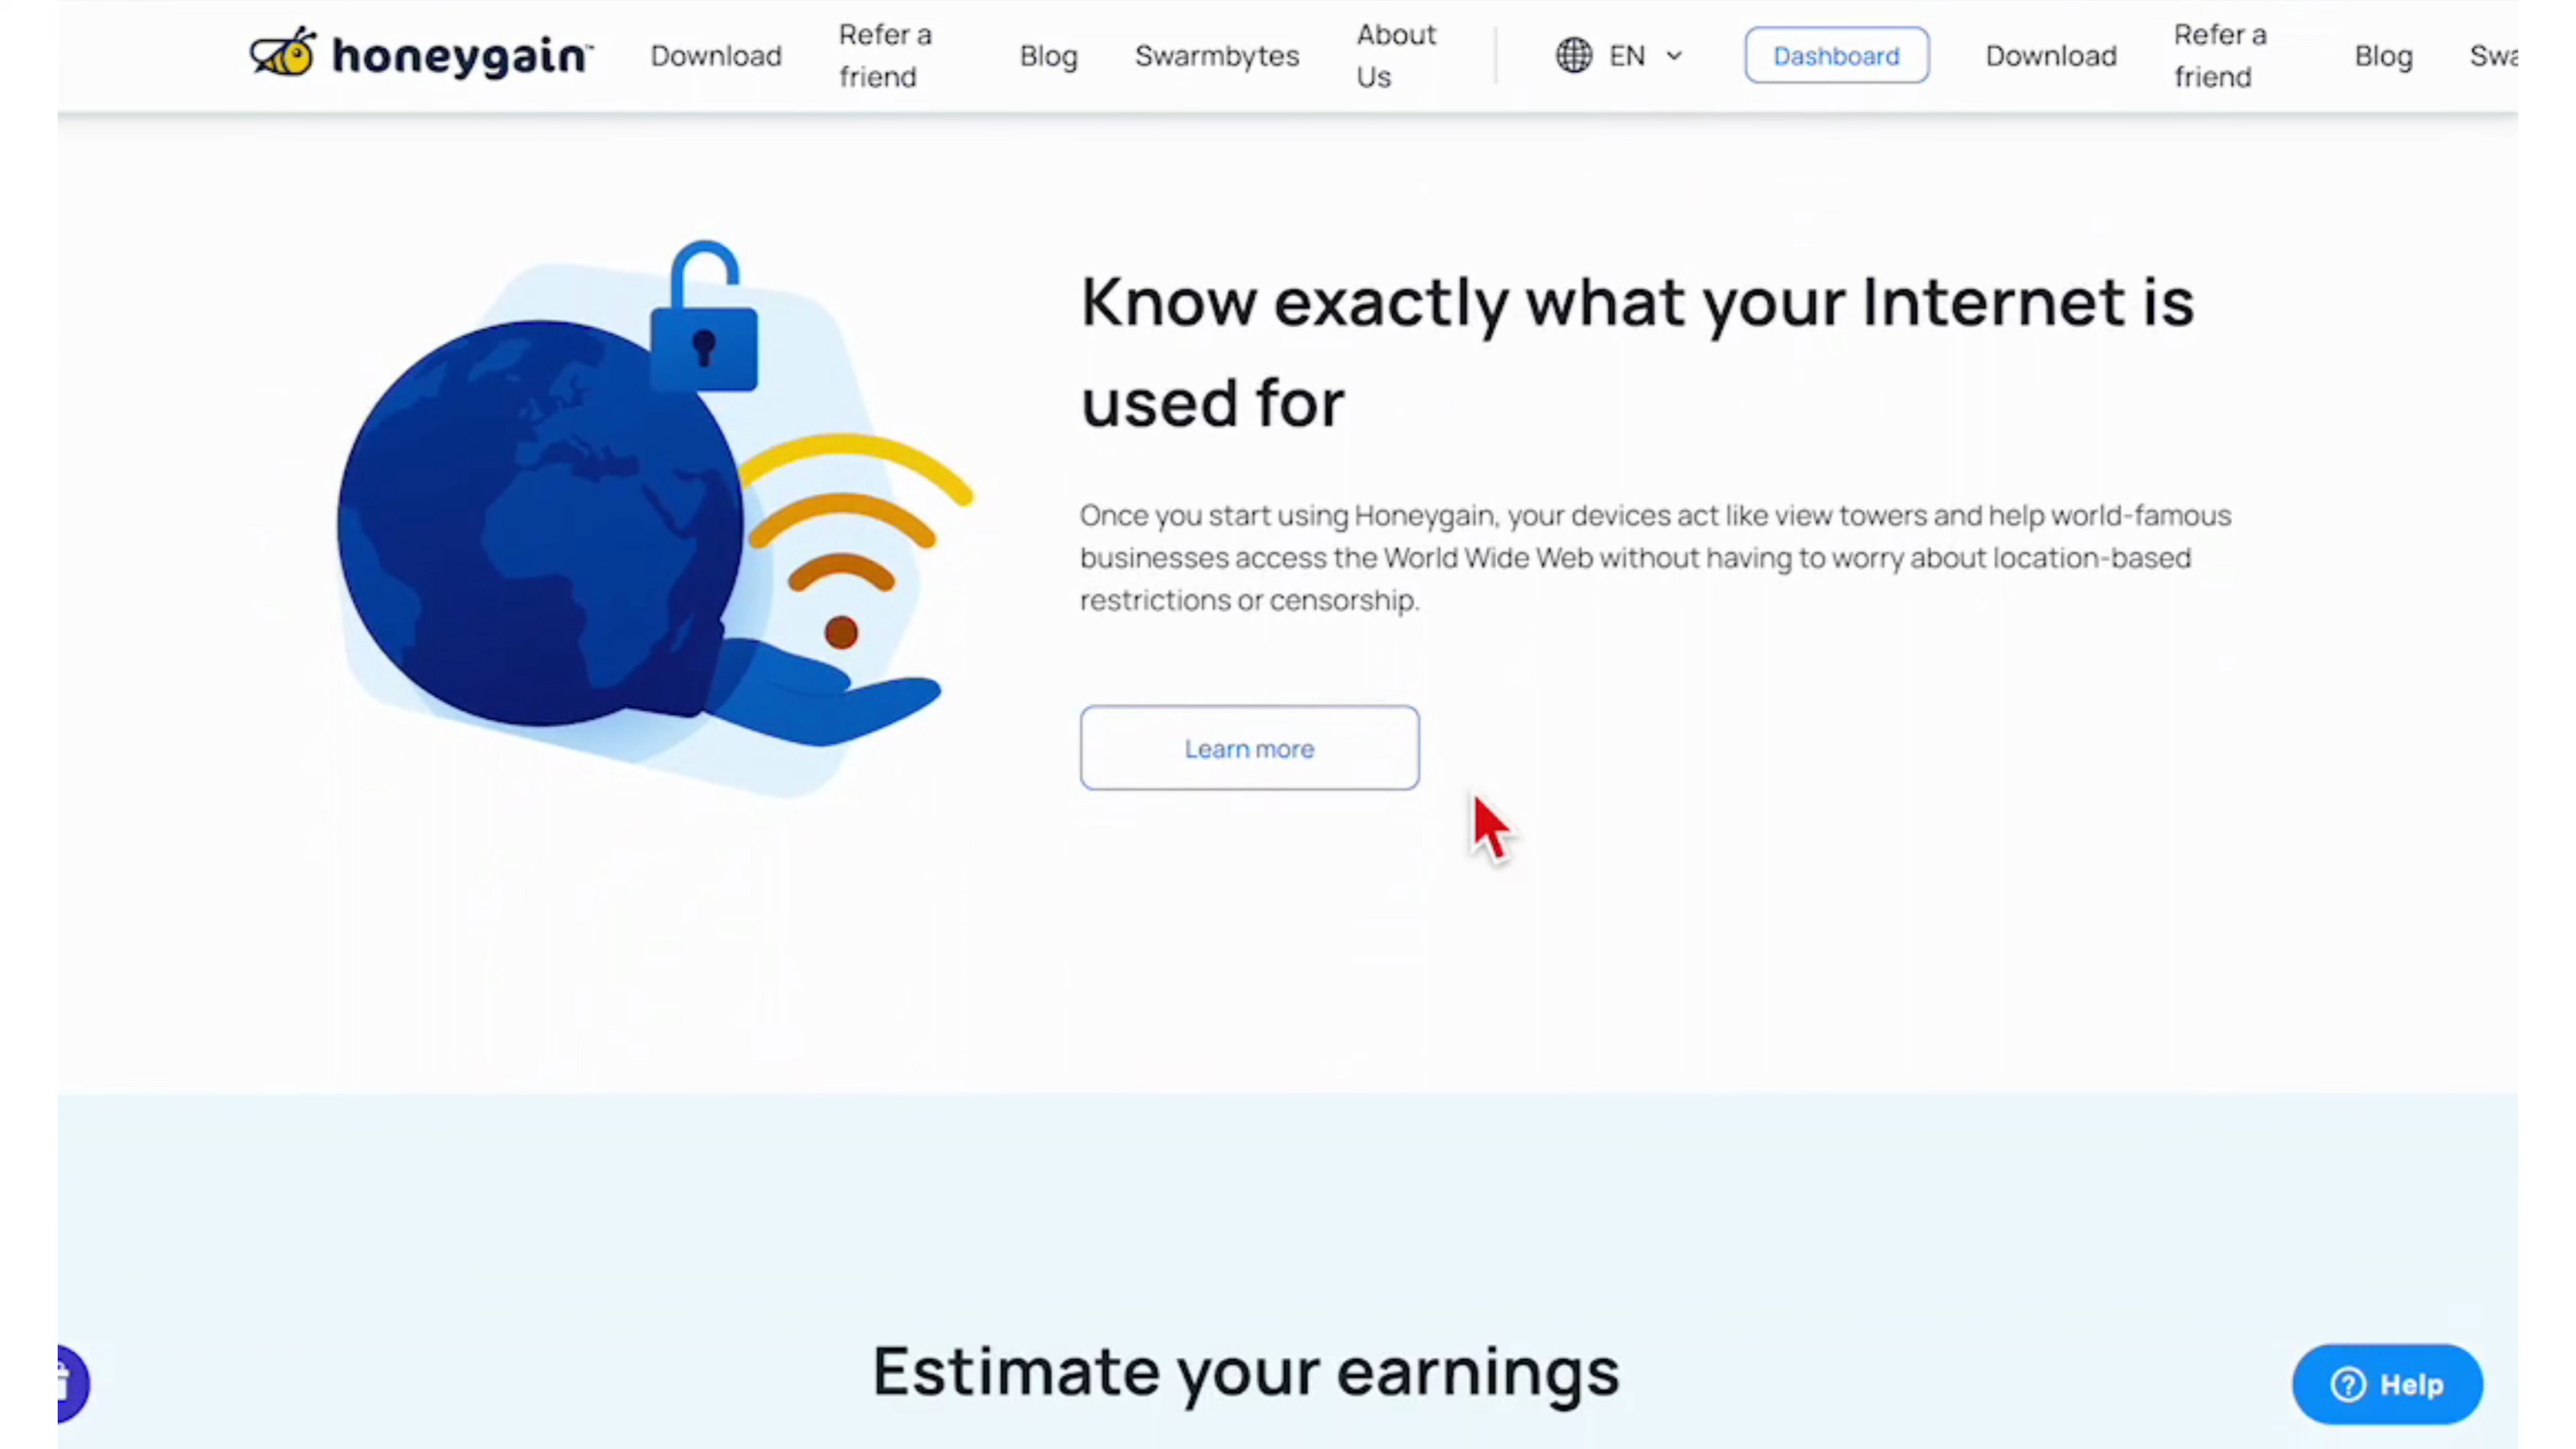 honeygain™ Download Refer a friend Blog Swarmbytes About Us EN Dashboard Download Refer a friend Blog
Know exactly what your Internet is
used for
Once you start using Honeygain, your devices act like view towers and help world-famous
businesses access the World Wide Web without having to worry about location-based
restrictions or censorship.
Learn more
Estimate your earnings
? Help